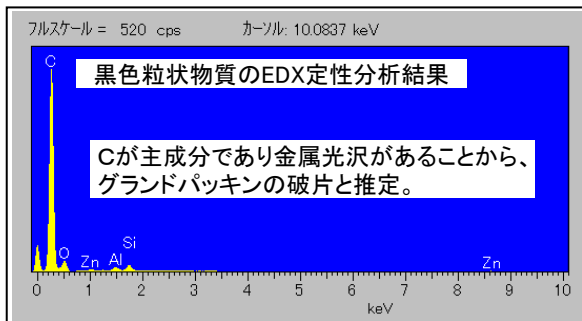 フルスケール = 520 cps カーソル: 10.0837 keV
黒色粒状物質のEDX定性分析結果
Cが主成分であり金属光沢があることから、
グランドパッキンの破片と推定。
C
O
Zn
Al
Si
Zn
0 1 2 3 4 5 6 7 8 9 10
keV